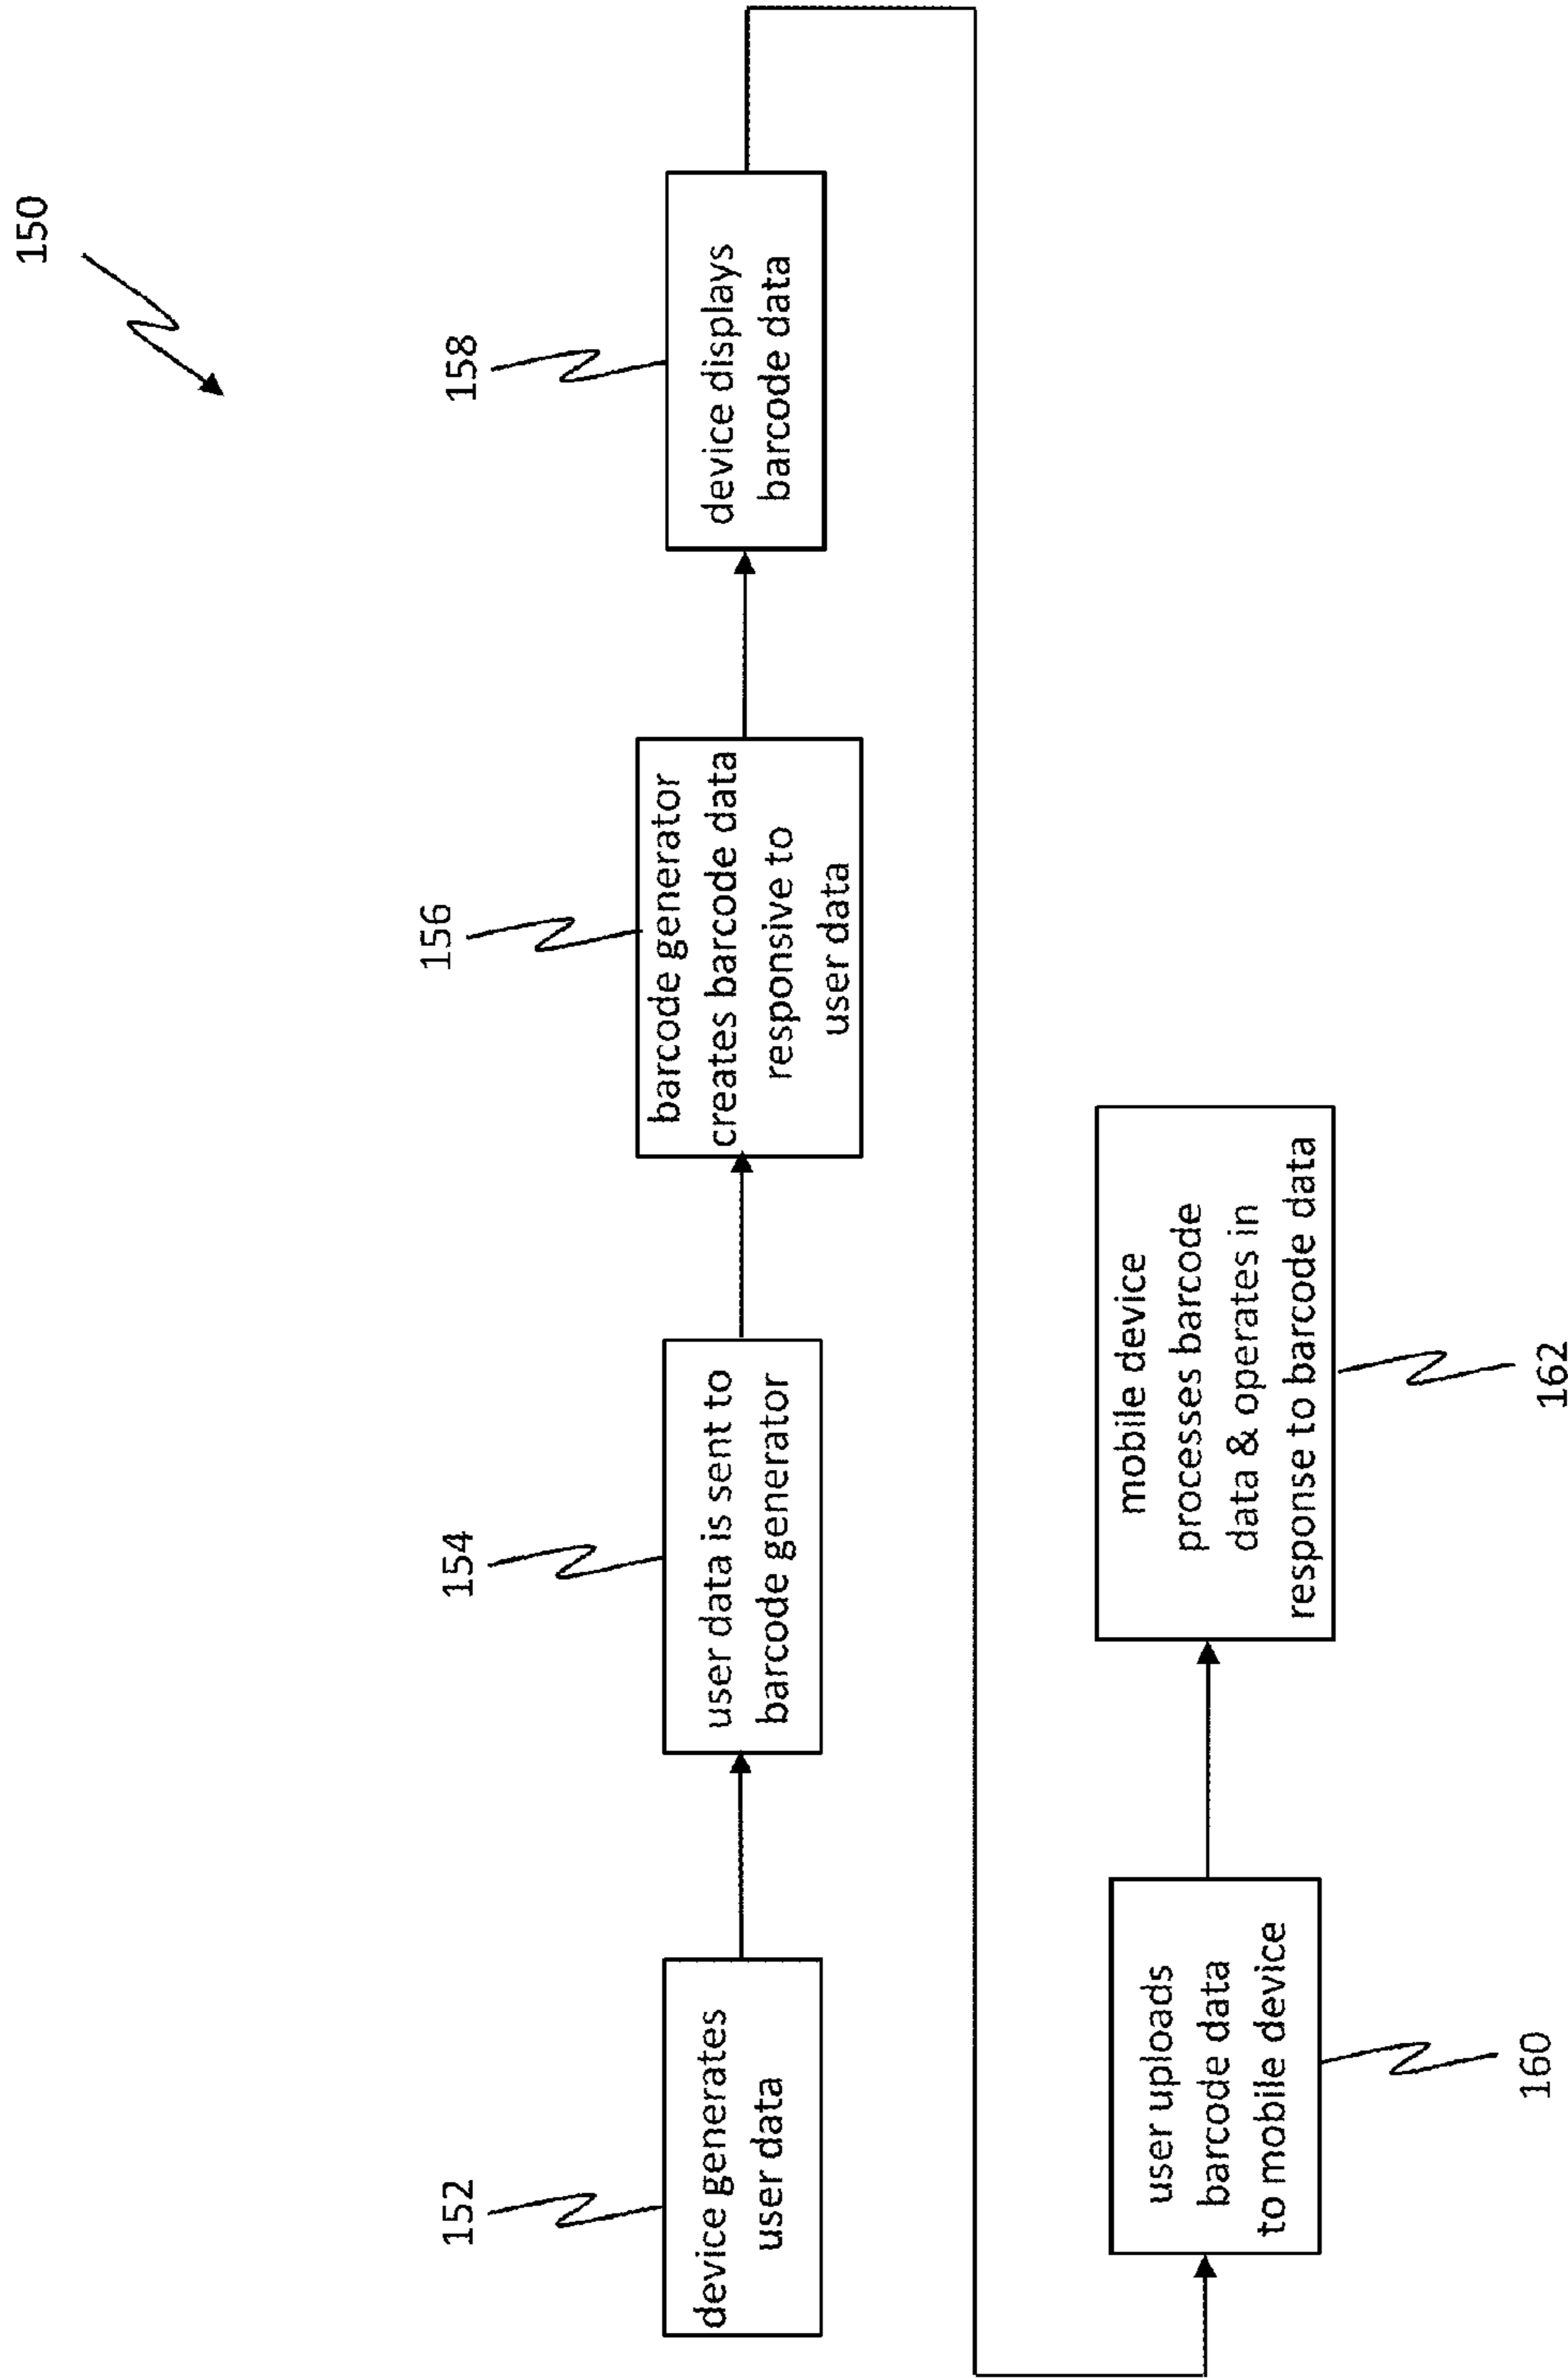 150
152
device generates
user data
154
user data is sent to
barcode generator
156
barcode generator
creates barcode data
responsive to
user data
158
device displays
barcode data
user uploads
barcode data
to mobile device
160
mobile device
processes barcode
data & operates in
response to barcode data
162